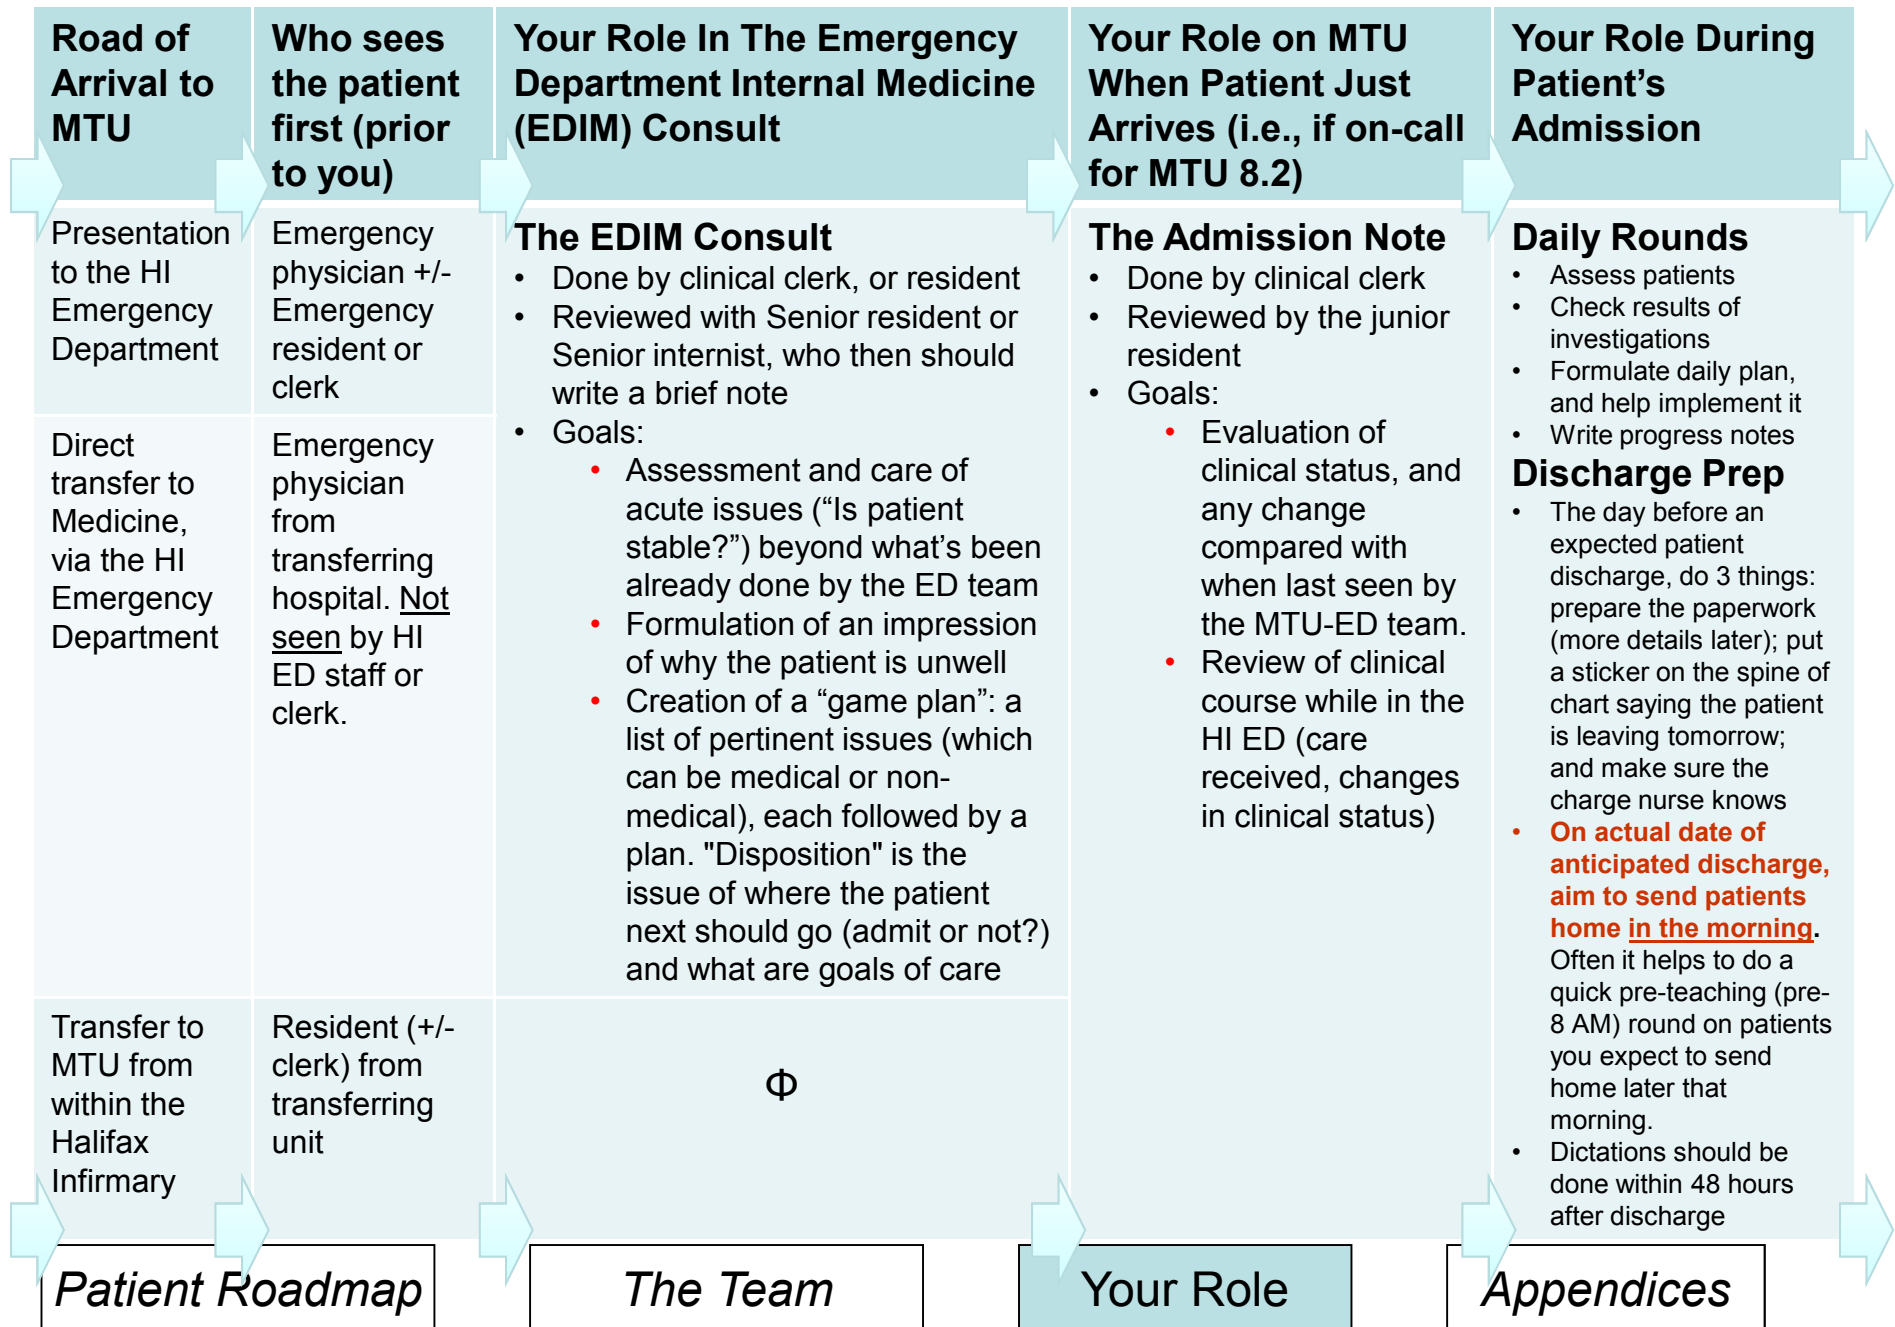 Road of
Arrival to
MTU
Who sees
the patient
first (prior
to you)
Your Role In The Emergency
Department Internal Medicine
(EDIM) Consult
Your Role on MTU
When Patient Just
Arrives (i.e., if on-call
for MTU 8.2)
Your Role During
Patient’s
Admission
Presentation
to the HI
Emergency
Department
Emergency
physician +/-
Emergency
resident or
clerk
Direct
transfer to
Medicine,
via the HI
Emergency
Department
Emergency
physician
from
transferring
hospital. Not
seen by HI
ED staff or
clerk.
Transfer to
MTU from
within the
Halifax
Infirmary
Resident (+/-
clerk) from
transferring
unit
The EDIM Consult
• Done by clinical clerk, or resident
• Reviewed with Senior resident or
Senior internist, who then should
write a brief note
• Goals:
• Assessment and care of
acute issues (“Is patient
stable?”) beyond what’s been
already done by the ED team
• Formulation of an impression
of why the patient is unwell
• Creation of a “game plan”: a
list of pertinent issues (which
can be medical or non-
medical), each followed by a
plan. "Disposition" is the
issue of where the patient
next should go (admit or not?)
and what are goals of care
Φ
The Admission Note
• Done by clinical clerk
• Reviewed by the junior
resident
• Goals:
• Evaluation of
clinical status, and
any change
compared with
when last seen by
the MTU-ED team.
• Review of clinical
course while in the
HI ED (care
received, changes
in clinical status)
Daily Rounds
• Assess patients
• Check results of
investigations
• Formulate daily plan,
and help implement it
• Write progress notes
Discharge Prep
• The day before an
expected patient
discharge, do 3 things:
prepare the paperwork
(more details later); put
a sticker on the spine of
chart saying the patient
is leaving tomorrow;
and make sure the
charge nurse knows
• On actual date of
anticipated discharge,
aim to send patients
home in the morning.
Often it helps to do a
quick pre-teaching (pre-
8 AM) round on patients
you expect to send
home later that
morning.
• Dictations should be
done within 48 hours
after discharge
Patient Roadmap
The Team
Your Role
Appendices